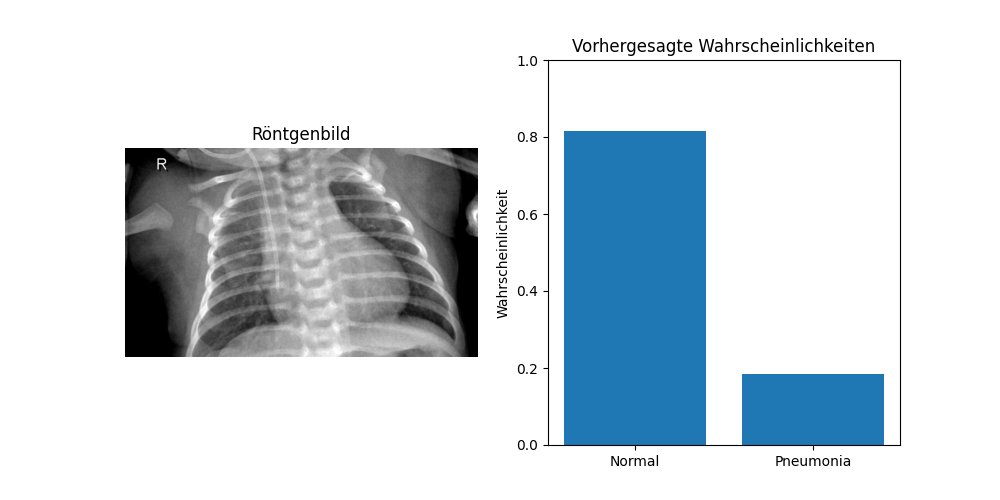 Röntgenbild
R
Vorhergesagte Wahrscheinlichkeiten
Wahrscheinlichkeit
1.0
0.8
0.6
0.4
0.2
0.0
Normal
Pneumonia